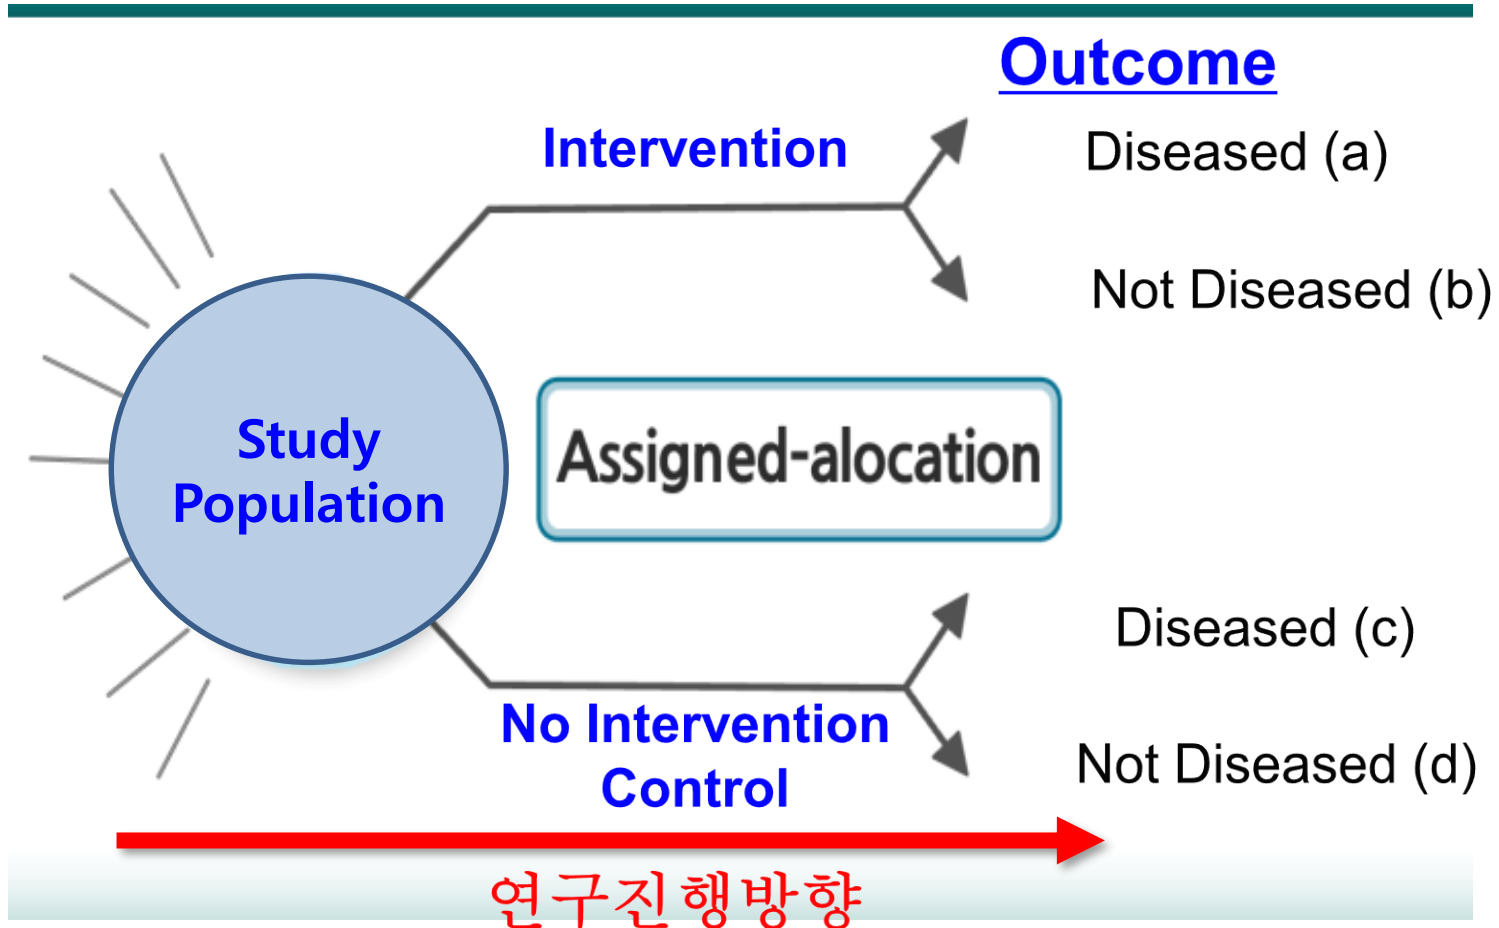 Outcome
Intervention
Diseased (a)
Not Diseased (b)
Study
Population
Assigned-alocation
Diseased (c)
No Intervention
Control
Not Diseased (d)
연구진행방향